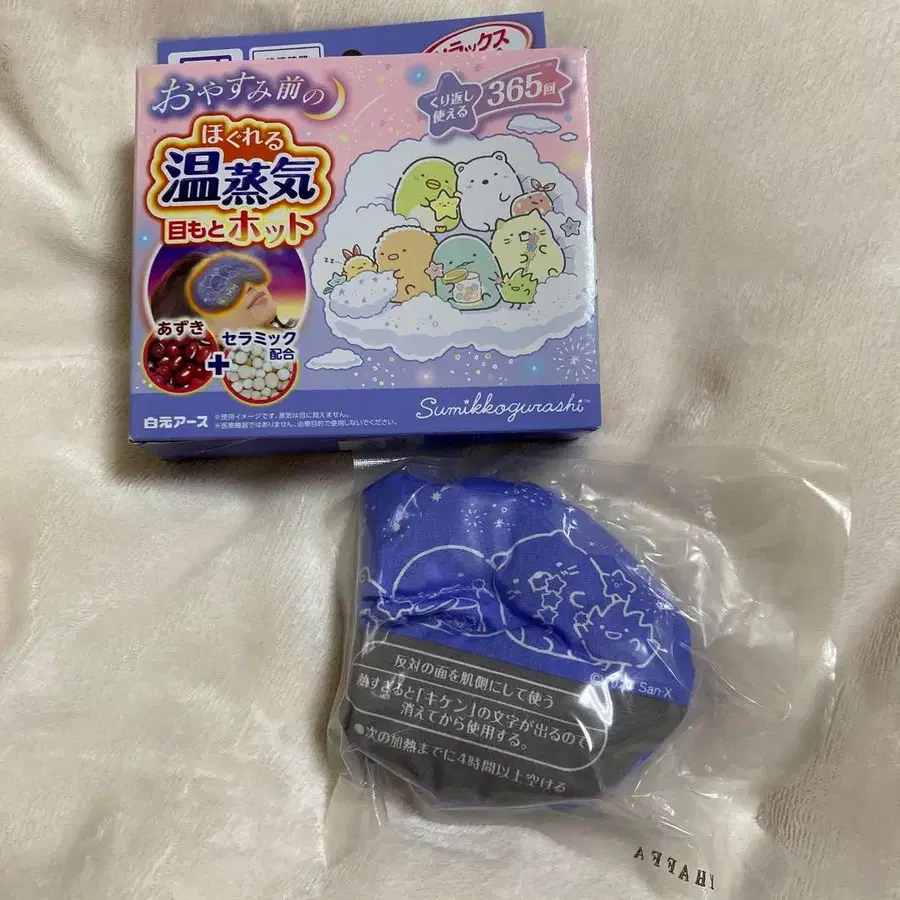 リラックス
おやすみ前の
くり返し
使える
365回
ほぐれる
温蒸気
目もとホット
zz...
あずき
+
セラミック
配合
白元アース
※使用イメージです。蒸気は目に見えません。
※医療機器ではありません。治療目的で使用しないでください。
Sumikkogurashi™
San-X
反対の面を肌側にして使う
熱すぎると「キケン」の文字が出るので
消えてから使用する。
●次の加熱までに4時間以上空ける